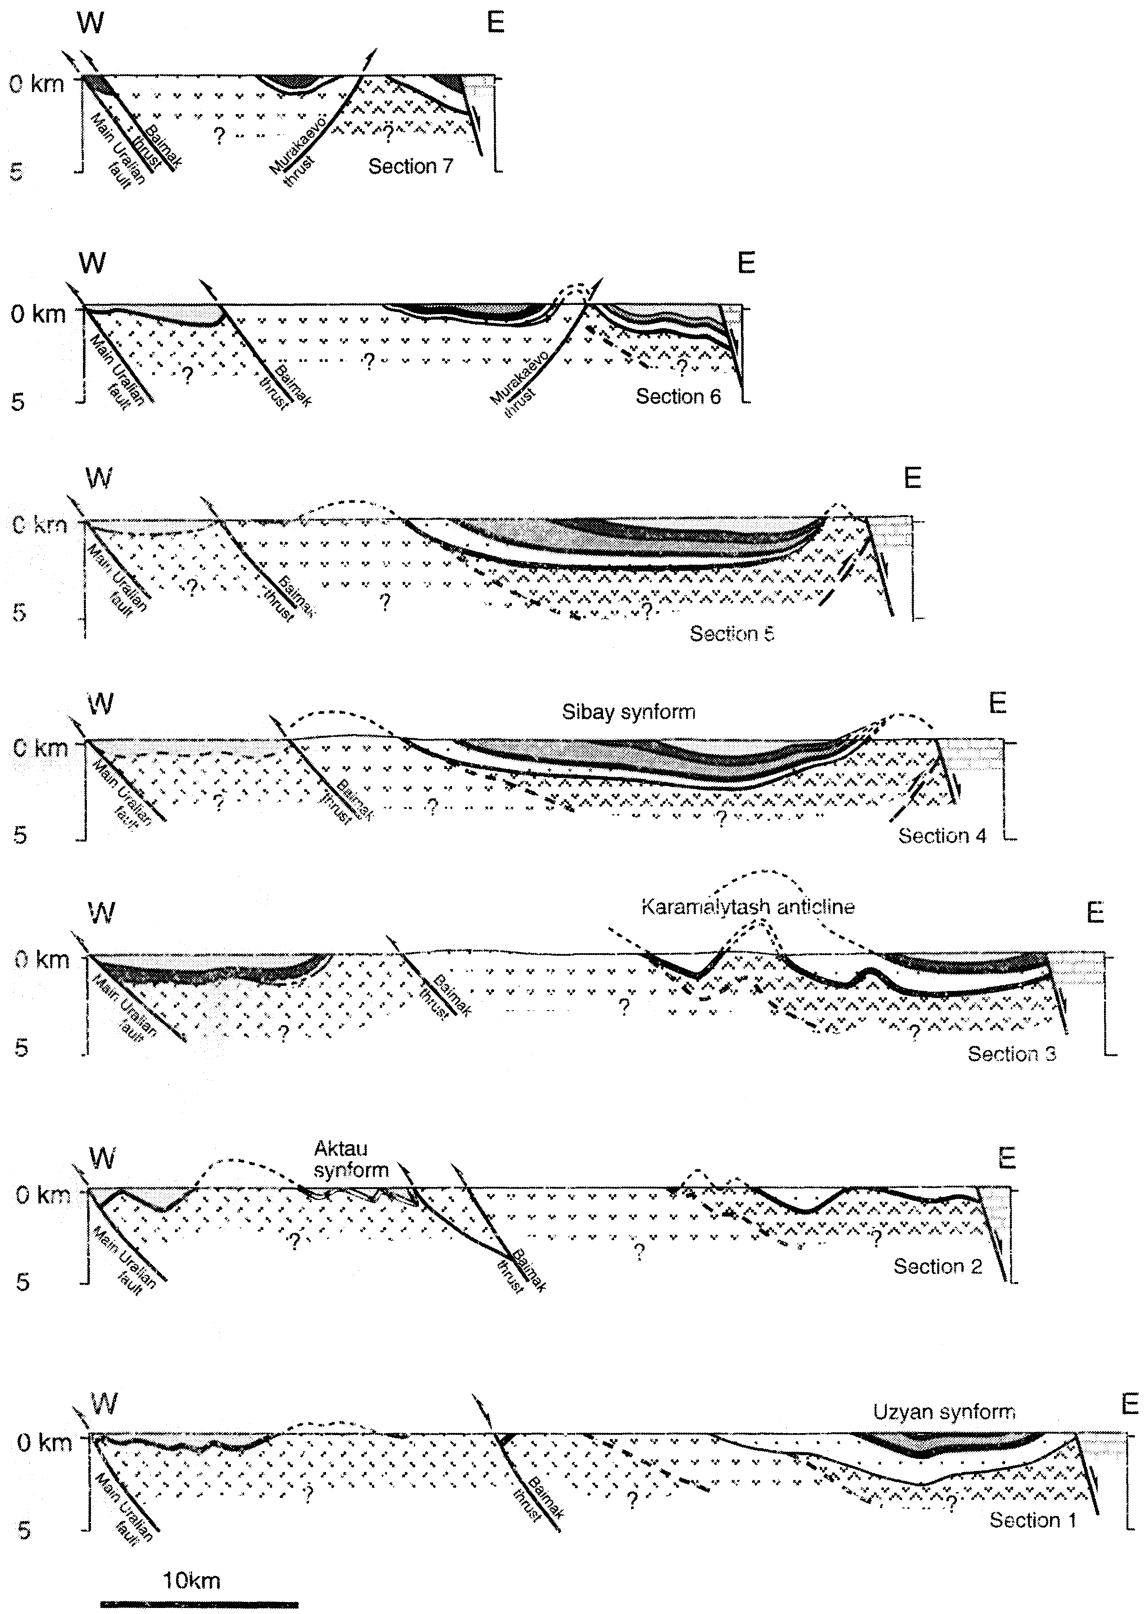 W E
0 km
Main Uralian fault
Baimak thrust
?
Murakaevo thrust
?
Section 7
5
W E
0 km
Main Uralian fault
?
Baimak thrust
?
Murakaevo thrust
?
Section 6
5
W E
0 km
Main Uralian fault
?
Baimak thrust
?
?
Section 5
5
W E
Sibay synform
0 km
Main Uralian fault
?
Baimak thrust
?
?
Section 4
5
W E
Karamalytash anticline
0 km
Main Uralian fault
?
Baimak thrust
?
?
Section 3
5
W E
Aktau
synform
0 km
Main Uralian fault
?
Baimak thrust
?
?
Section 2
5
W E
Uzyan synform
0 km
Main Uralian fault
?
Baimak thrust
?
?
Section 1
5
10km